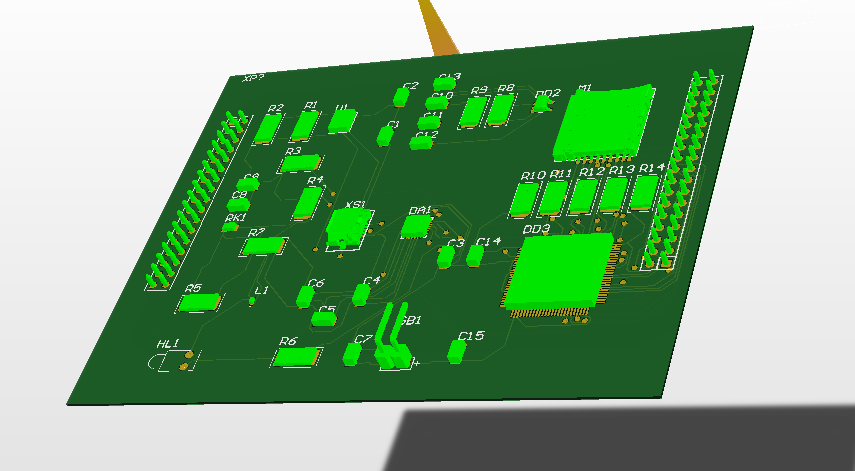 XP?
C2
C13
C10
C11
C12
C1
R9
R8
DD2
M1
R2
R1
U1
R3
R4
C9
RK1
R7
XS1
DA1
C3
C14
R10
R11
R12
R13
R14
DD3
R5
L1
C6
C4
C5
HL1
R6
C7
C15
+